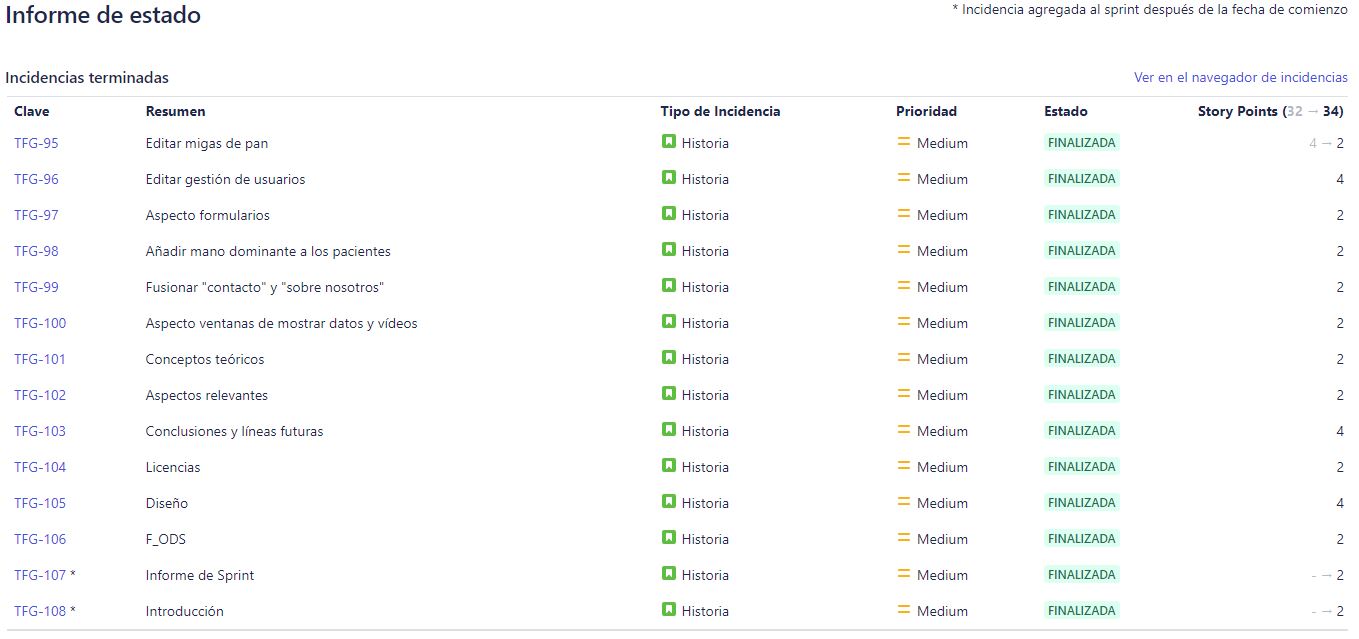 Informe de estado
* Incidencia agregada al sprint después de la fecha de comienzo
Incidencias terminadas
Ver en el navegador de incidencias
Clave Resumen Tipo de Incidencia Prioridad Estado Story Points (32 → 34)
TFG-95 Editar migas de pan Historia Medium FINALIZADA 4 → 2
TFG-96 Editar gestión de usuarios Historia Medium FINALIZADA 4
TFG-97 Aspecto formularios Historia Medium FINALIZADA 2
TFG-98 Añadir mano dominante a los pacientes Historia Medium FINALIZADA 2
TFG-99 Fusionar "contacto" y "sobre nosotros" Historia Medium FINALIZADA 2
TFG-100 Aspecto ventanas de mostrar datos y vídeos Historia Medium FINALIZADA 2
TFG-101 Conceptos teóricos Historia Medium FINALIZADA 2
TFG-102 Aspectos relevantes Historia Medium FINALIZADA 2
TFG-103 Conclusiones y líneas futuras Historia Medium FINALIZADA 4
TFG-104 Licencias Historia Medium FINALIZADA 2
TFG-105 Diseño Historia Medium FINALIZADA 4
TFG-106 F_ODS Historia Medium FINALIZADA 2
TFG-107 * Informe de Sprint Historia Medium FINALIZADA - → 2
TFG-108 * Introducción Historia Medium FINALIZADA - → 2